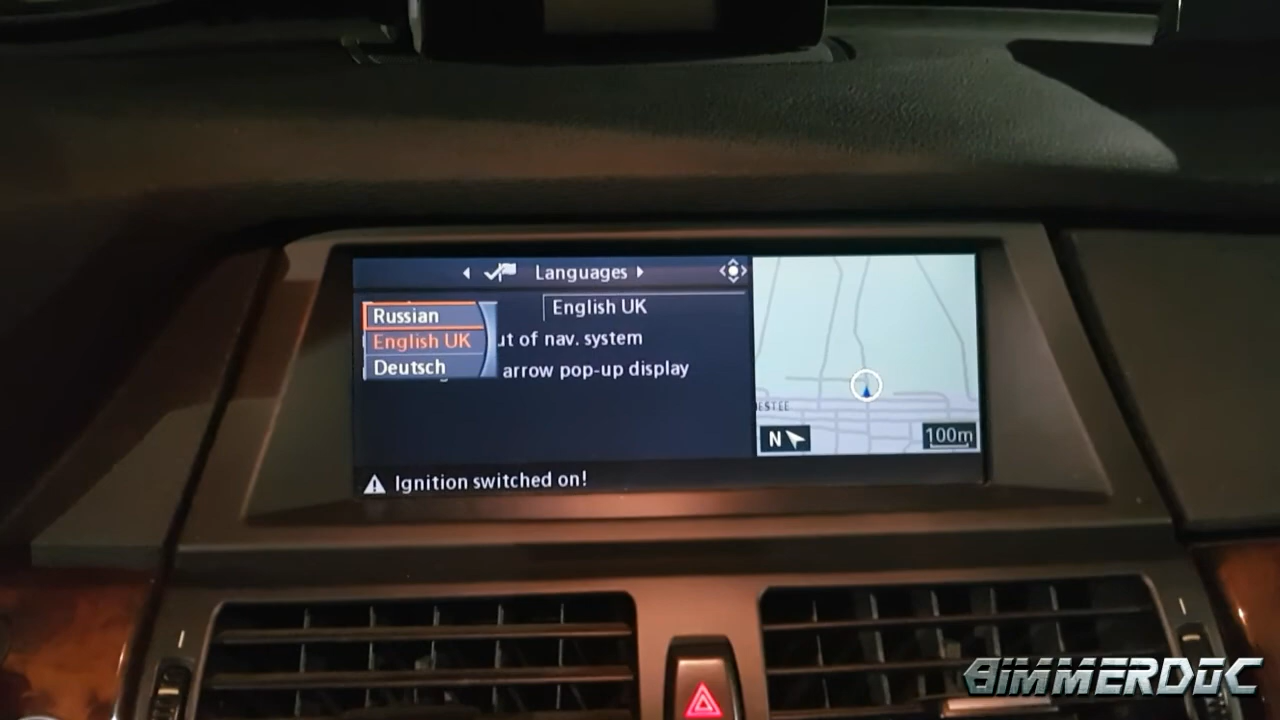 Languages
English UK
Russian
English UK
Deutsch
ut of nav. system
arrow pop-up display
ESTEE
N
100m
Ignition switched on!
BIMMERDOC